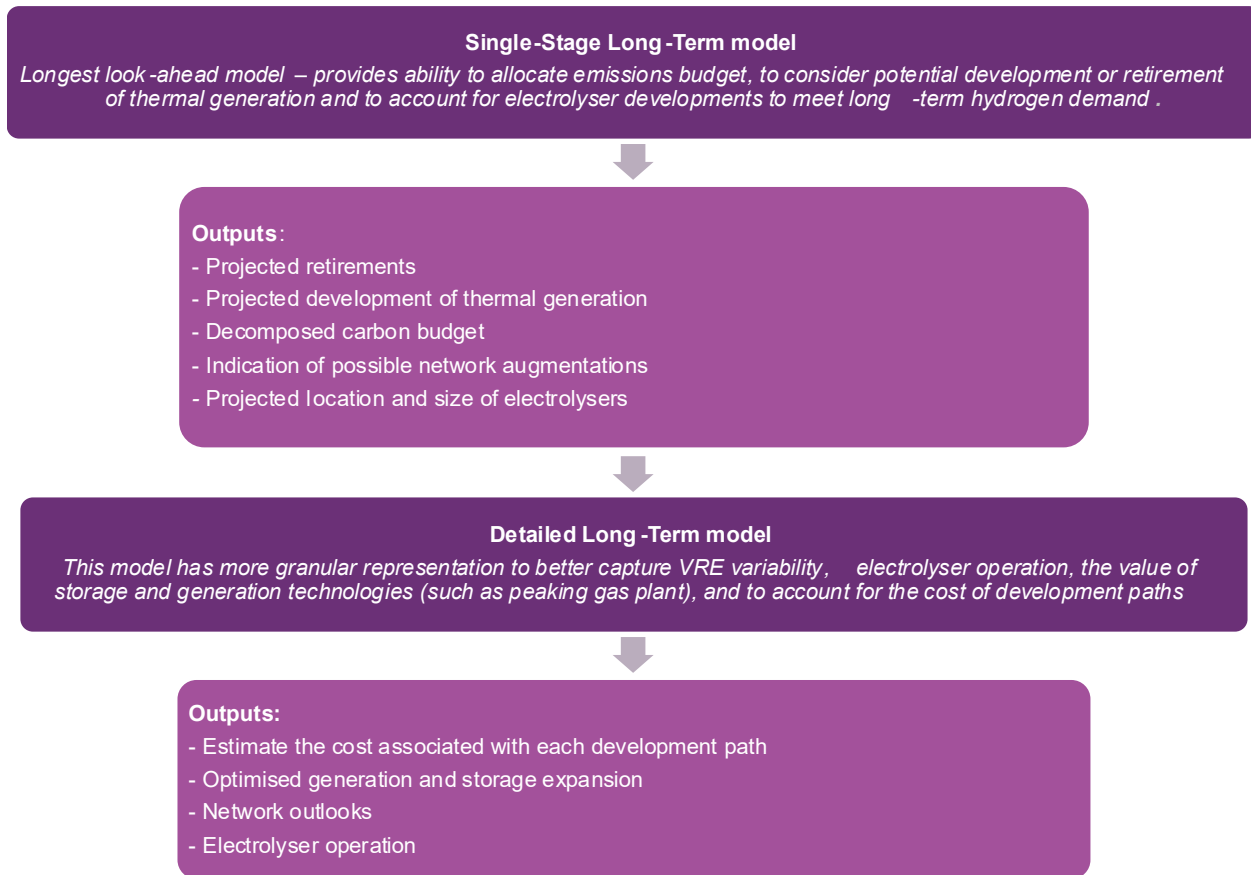 Single-Stage Long-Term model
Longest look-ahead model – provides ability to allocate emissions budget, to consider potential development or retirement
of thermal generation and to account for electrolyser developments to meet long -term hydrogen demand .
Outputs:
- Projected retirements
- Projected development of thermal generation
- Decomposed carbon budget
- Indication of possible network augmentations
- Projected location and size of electrolysers
Detailed Long-Term model
This model has more granular representation to better capture VRE variability, electrolyser operation, the value of
storage and generation technologies (such as peaking gas plant), and to account for the cost of development paths
Outputs:
- Estimate the cost associated with each development path
- Optimised generation and storage expansion
- Network outlooks
- Electrolyser operation